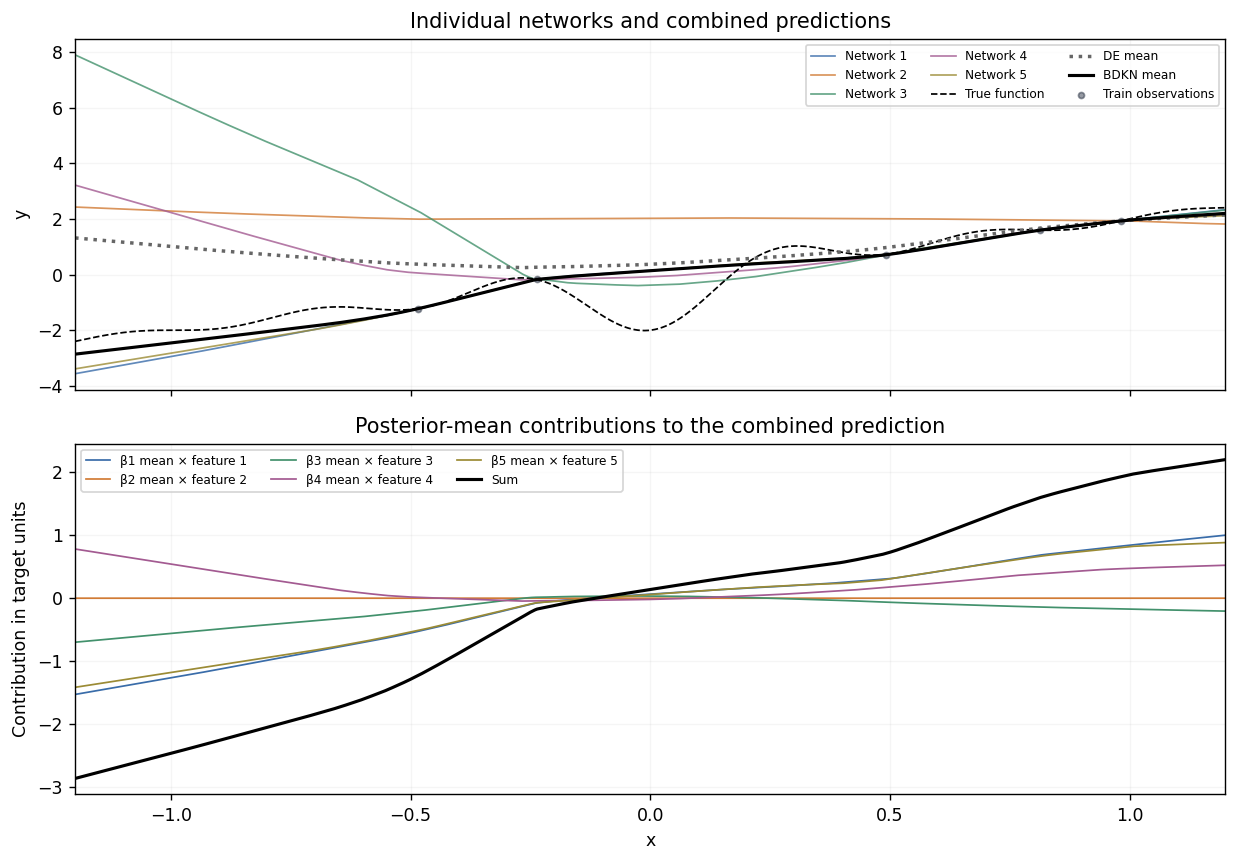 Individual networks and combined predictions
Network 1
Network 2
Network 3
Network 4
Network 5
True function
DE mean
BDKN mean
Train observations
y
8
6
4
2
0
−2
−4
Posterior-mean contributions to the combined prediction
β1 mean × feature 1
β2 mean × feature 2
β3 mean × feature 3
β4 mean × feature 4
β5 mean × feature 5
Sum
Contribution in target units
2
1
0
−1
−2
−3
−1.0
−0.5
0.0
0.5
1.0
x